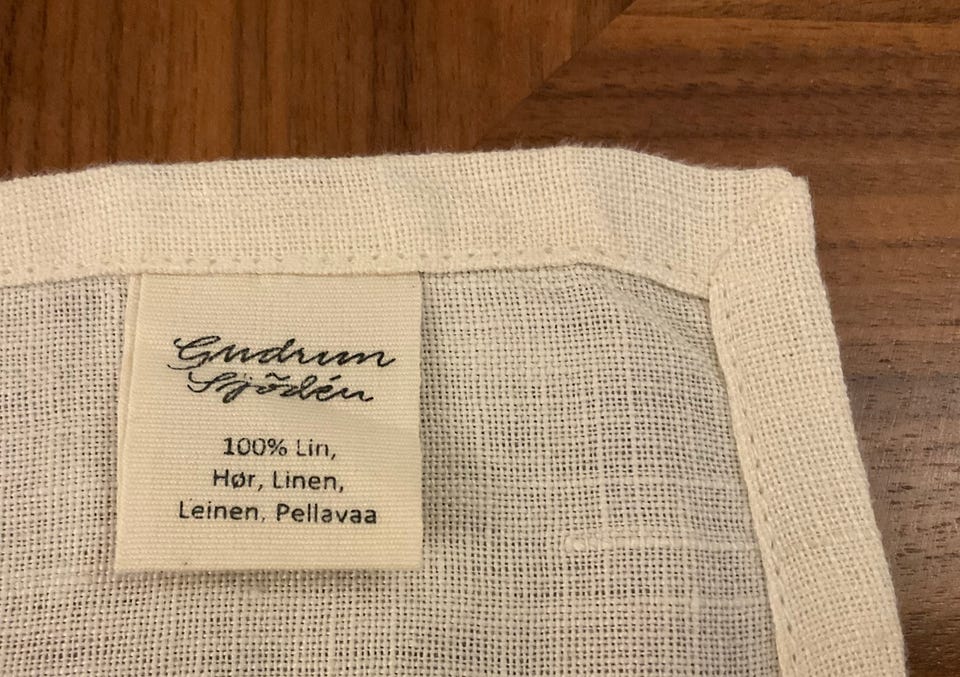 Gudrun
Sjödén
100% Lin,
Hør, Linen,
Leinen, Pellavaa